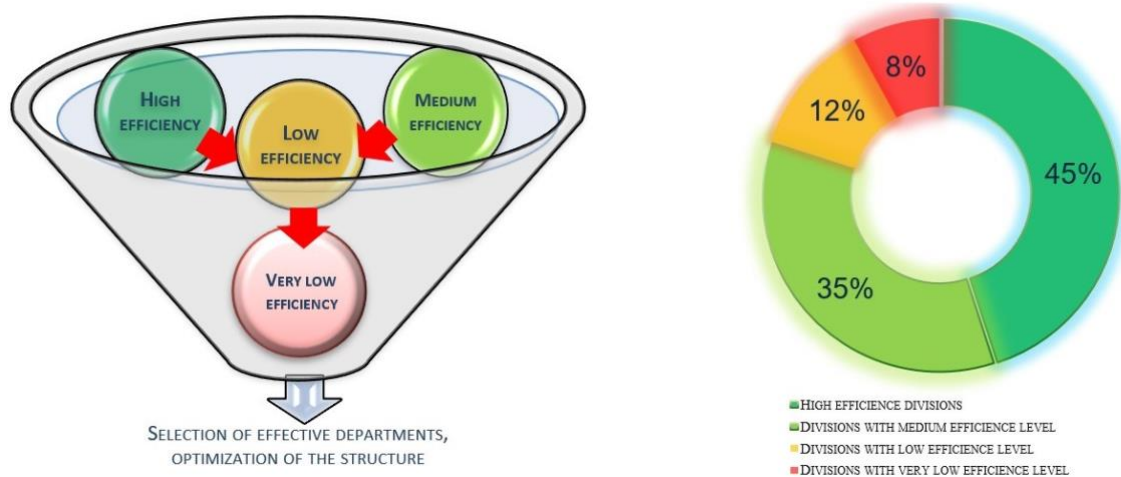 HIGH
EFFICIENCY
LOW
EFFICIENCY
MEDIUM
EFFICIENCY
VERY LOW
EFFICIENCY
SELECTION OF EFFECTIVE DEPARTMENTS,
OPTIMIZATION OF THE STRUCTURE
8%
12%
45%
35%
HIGH EFFICIENCE DIVISIONS
DIVISIONS WITH MEDIUM EFFICIENCE LEVEL
DIVISIONS WITH LOW EFFICIENCE LEVEL
DIVISIONS WITH VERY LOW EFFICIENCE LEVEL